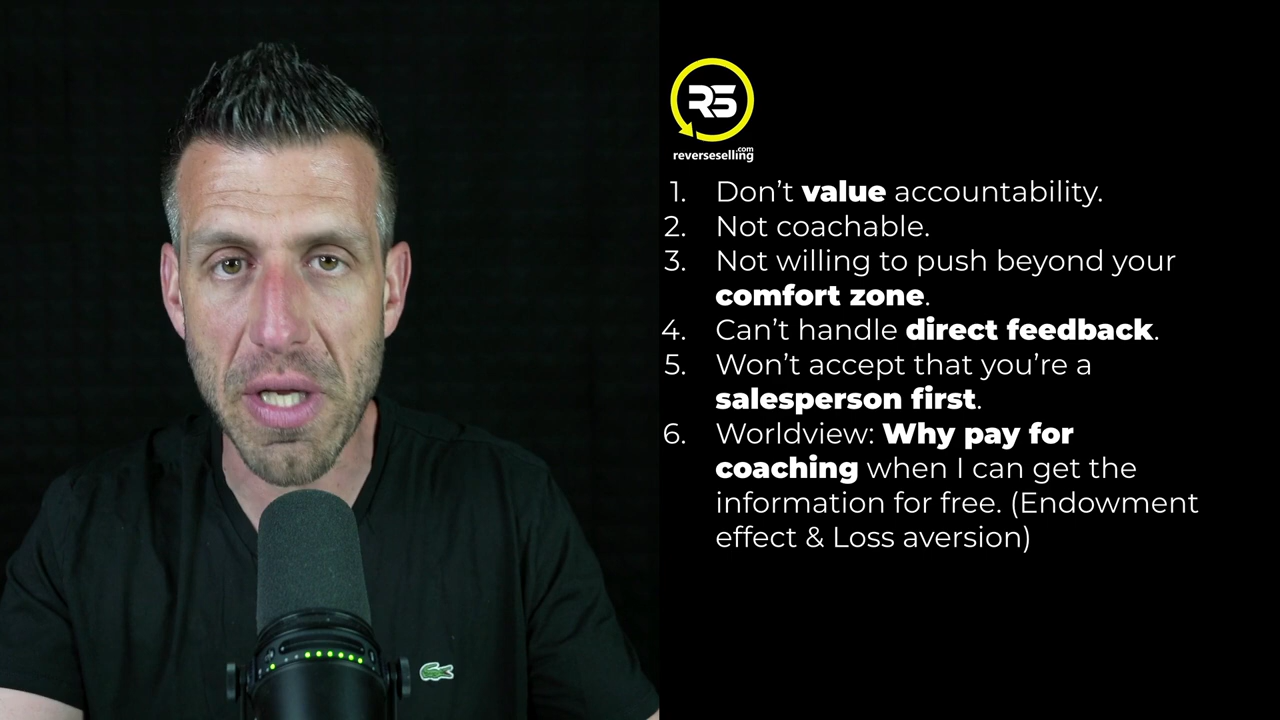 RS
reverseselling.com
1. Don’t value accountability.
2. Not coachable.
3. Not willing to push beyond your
comfort zone.
4. Can’t handle direct feedback.
5. Won’t accept that you’re a
salesperson first.
6. Worldview: Why pay for
coaching when I can get the
information for free. (Endowment
effect & Loss aversion)